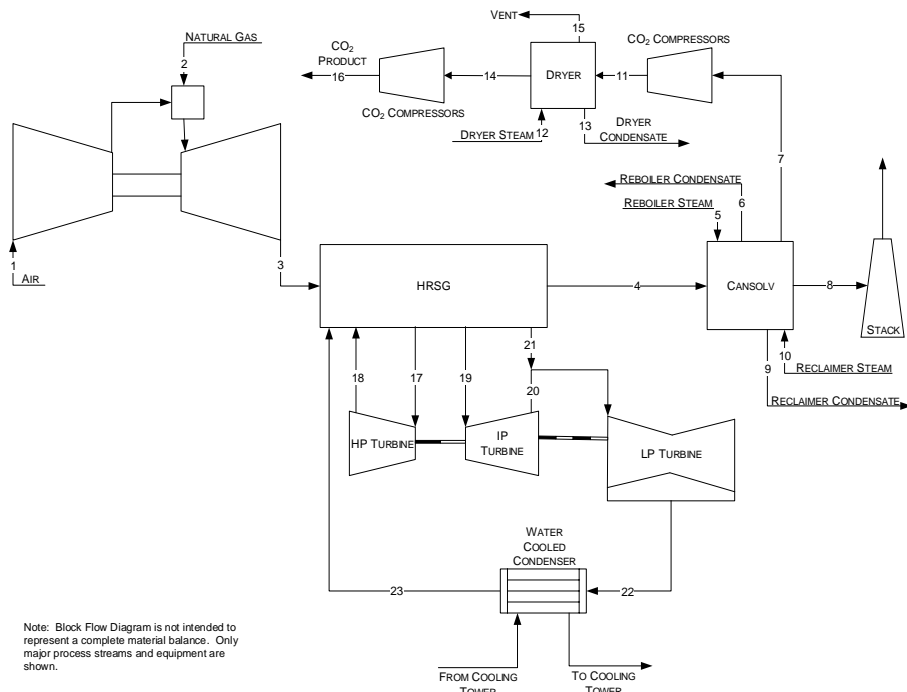 VENT
15
NATURAL GAS
2
CO2
PRODUCT
16
CO2 COMPRESSORS
14
DRYER
11
CO2 COMPRESSORS
DRYER STEAM
12
13
DRYER
CONDENSATE
7
REBOILER CONDENSATE
6
REBOILER STEAM
5
1
AIR
3
HRSG
4
CANSOLV
8
STACK
10
RECLAIMER STEAM
9
RECLAIMER CONDENSATE
18
17
19
21
20
HP TURBINE
IP
TURBINE
LP TURBINE
WATER
COOLED
CONDENSER
23
22
Note: Block Flow Diagram is not intended to
represent a complete material balance. Only
major process streams and equipment are
shown.
FROM COOLING
TOWER
TO COOLING
TOWER